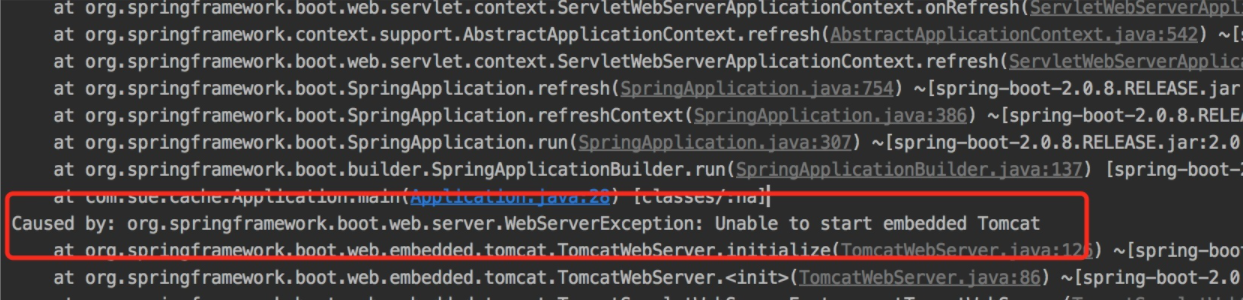 at org.springframework.boot.web.servlet.context.ServletWebServerApplicationContext.onRefresh(ServletWebServerAppl
at org.springframework.context.support.AbstractApplicationContext.refresh(AbstractApplicationContext.java:542) ~[s
at org.springframework.boot.web.servlet.context.ServletWebServerApplicationContext.refresh(ServletWebServerApplica
at org.springframework.boot.SpringApplication.refresh(SpringApplication.java:754) ~[spring-boot-2.0.8.RELEASE.jar
at org.springframework.boot.SpringApplication.refreshContext(SpringApplication.java:386) ~[spring-boot-2.0.8.RELEA
at org.springframework.boot.SpringApplication.run(SpringApplication.java:307) ~[spring-boot-2.0.8.RELEASE.jar:2.0
at org.springframework.boot.builder.SpringApplicationBuilder.run(SpringApplicationBuilder.java:137) [spring-boot-2
at com.sue.cache.Application.main(Application.java:28) [classes/:na]
Caused by: org.springframework.boot.web.server.WebServerException: Unable to start embedded Tomcat
at org.springframework.boot.web.embedded.tomcat.TomcatWebServer.initialize(TomcatWebServer.java:126) ~[spring-boo
at org.springframework.boot.web.embedded.tomcat.TomcatWebServer.<init>(TomcatWebServer.java:86) ~[spring-boot-2.0